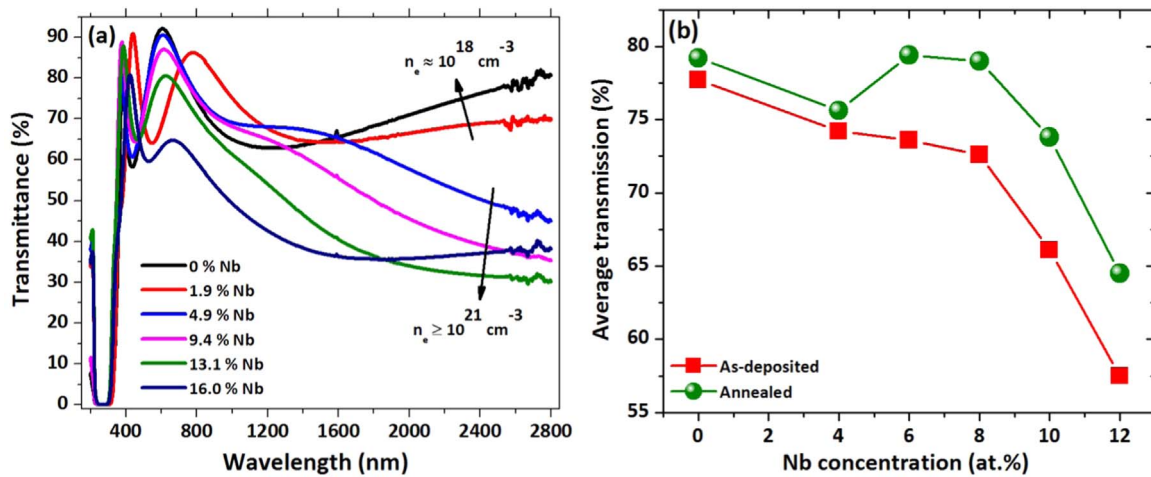 (a)
Transmittance (%)
90
80
70
60
50
40
30
20
10
0
n_e ≈ 10^18 cm^-3
n_e ≥ 10^21 cm^-3
0 % Nb
1.9 % Nb
4.9 % Nb
9.4 % Nb
13.1 % Nb
16.0 % Nb
400 800 1200 1600 2000 2400 2800
Wavelength (nm)
(b)
Average transmission (%)
85
80
75
70
65
60
55
As-deposited
Annealed
0 2 4 6 8 10 12
Nb concentration (at.%)